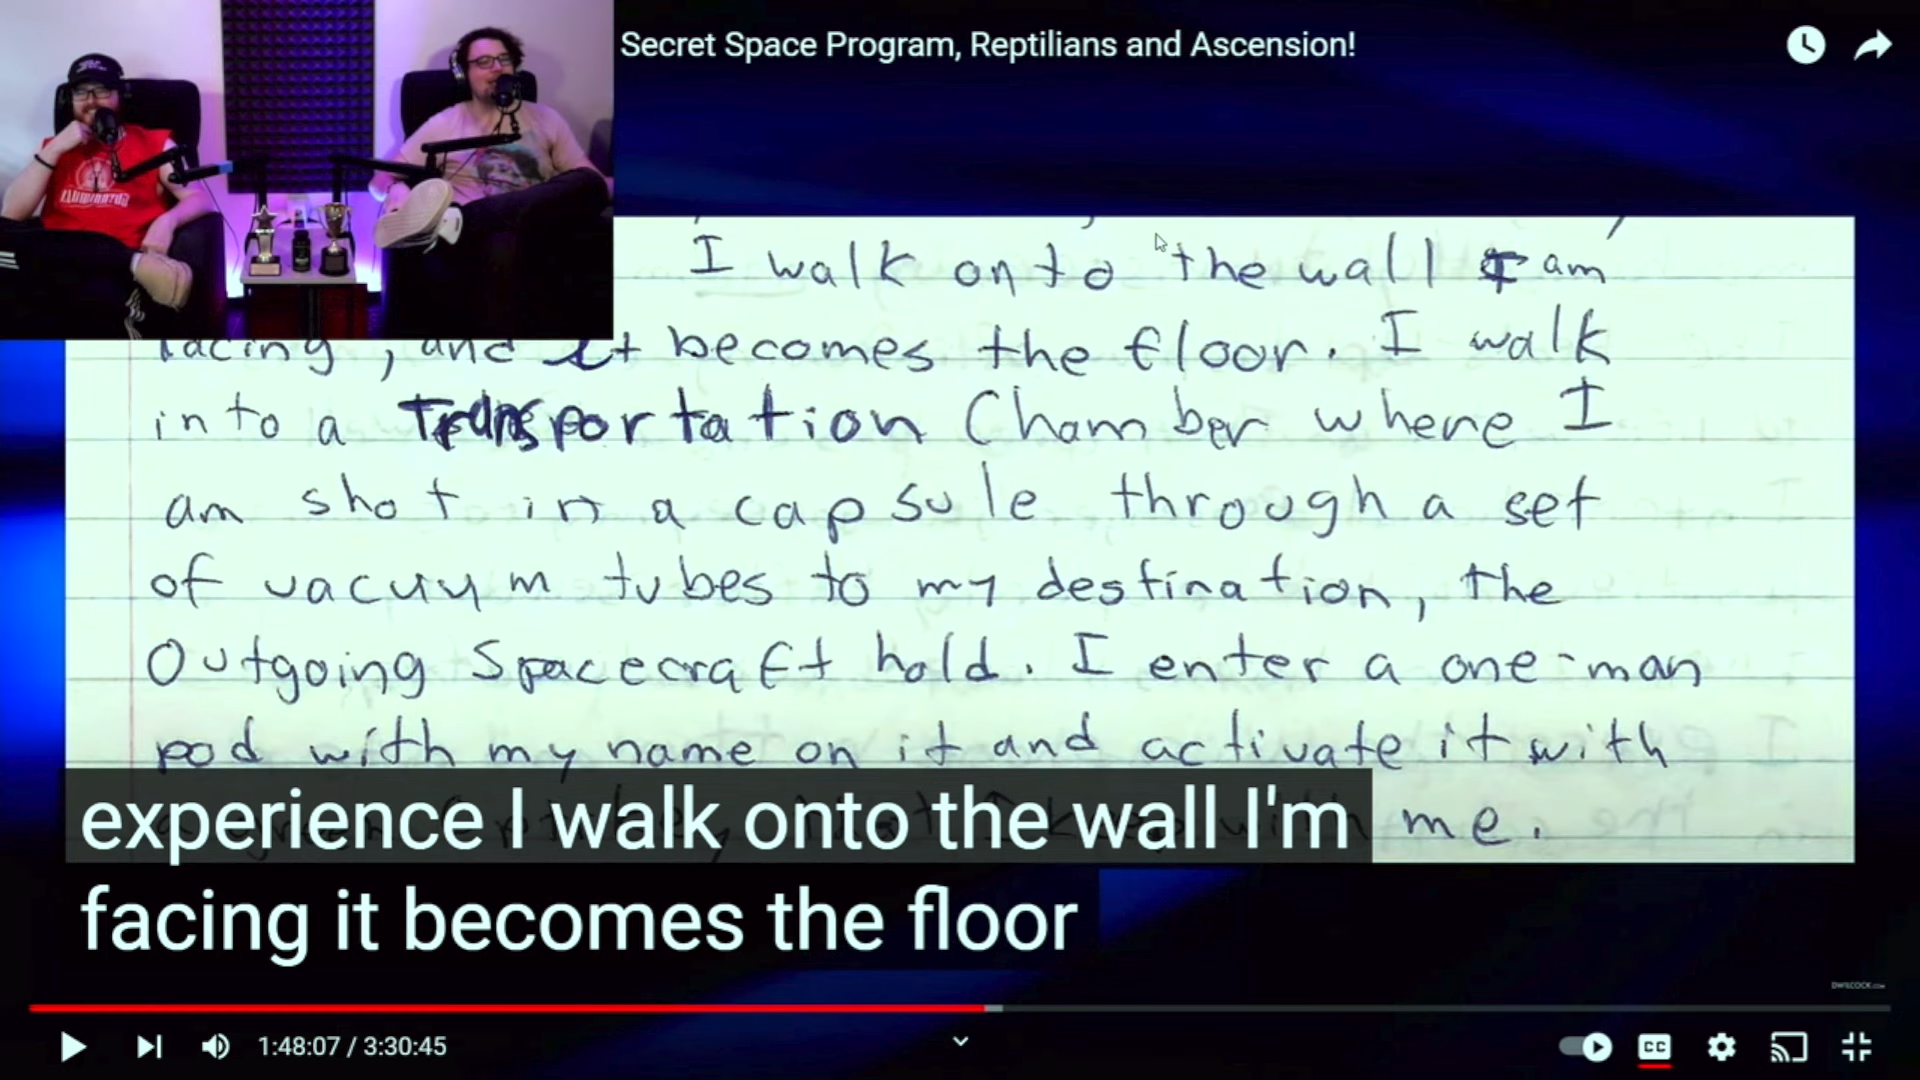 Secret Space Program, Reptilians and Ascension!
I walk onto the wall I am
facing, and it becomes the floor. I walk
into a Transportation Chamber where I
am shot in a capsule through a set
of vacuum tubes to my destination, the
Outgoing Spacecraft hold. I enter a one-man
pod with my name on it and activate it with
me.
experience I walk onto the wall I'm
facing it becomes the floor
DWILCOCK.COM
1:48:07 / 3:30:45
CC